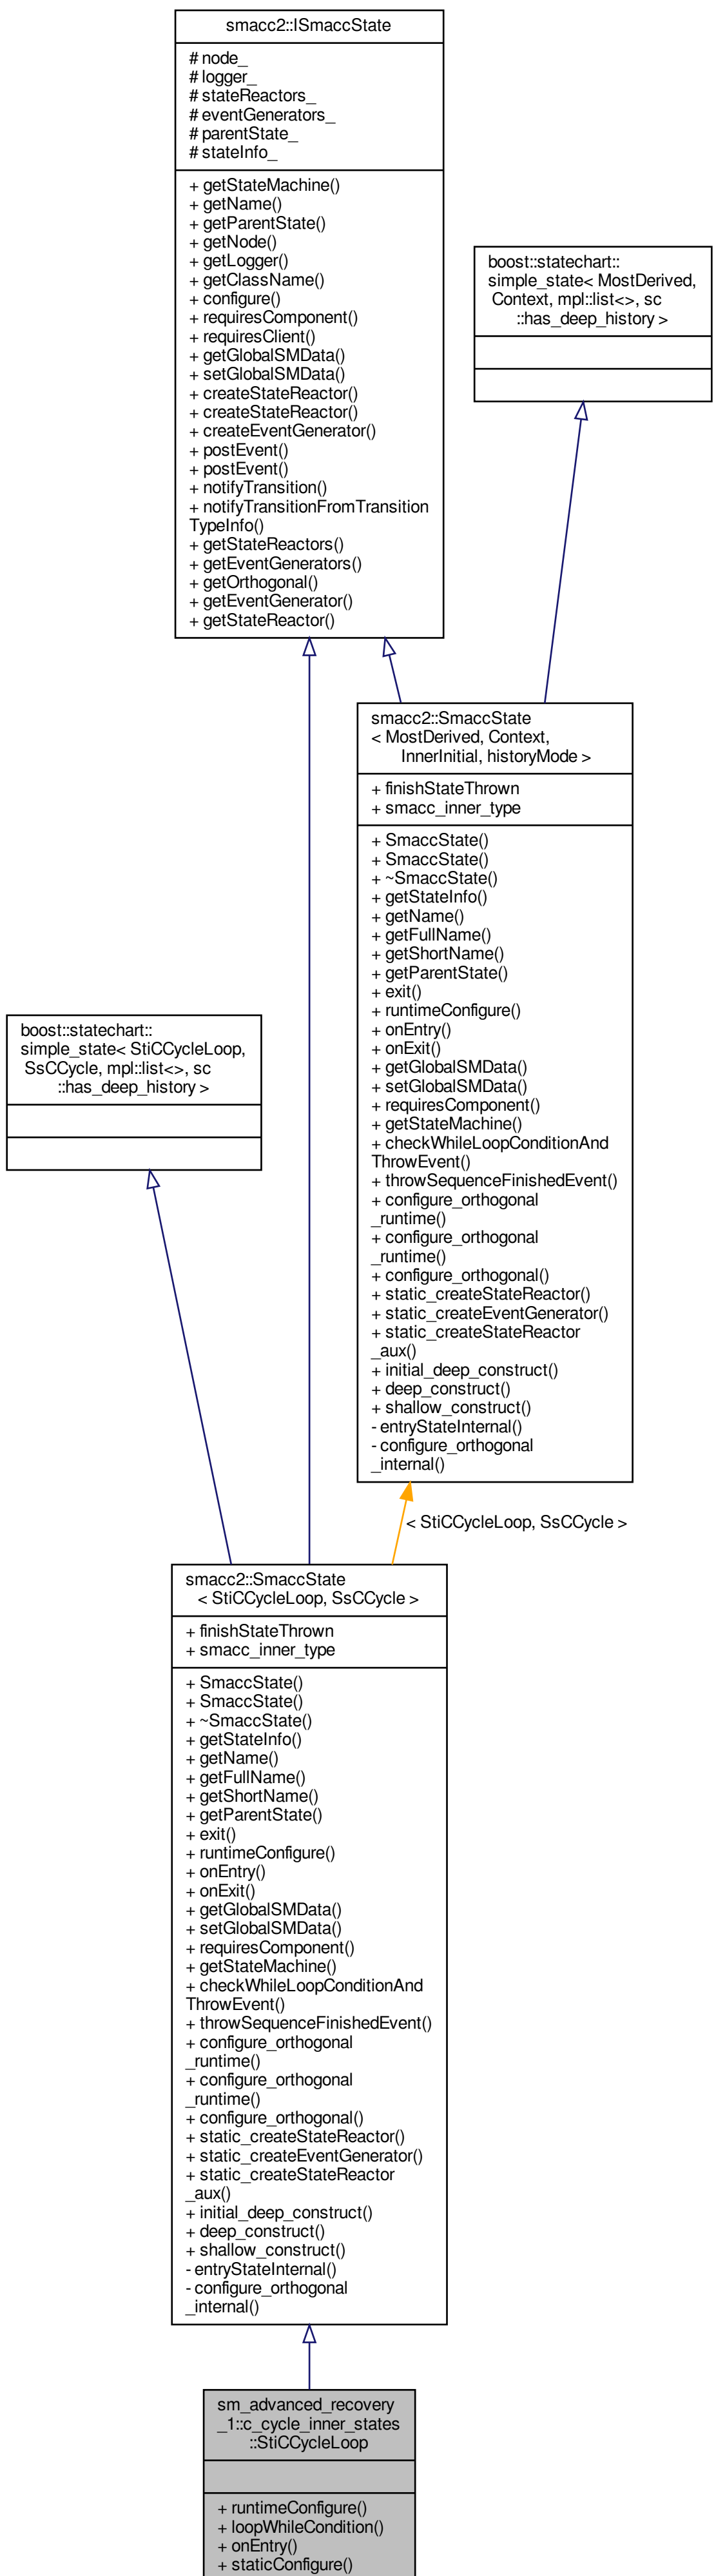 smacc2::ISmaccState
# node_
# logger_
# stateReactors_
# eventGenerators_
# parentState_
# stateInfo_
+ getStateMachine()
+ getName()
+ getParentState()
+ getNode()
+ getLogger()
+ getClassName()
+ configure()
+ requiresComponent()
+ requiresClient()
+ getGlobalSMData()
+ setGlobalSMData()
+ createStateReactor()
+ createStateReactor()
+ createEventGenerator()
+ postEvent()
+ postEvent()
+ notifyTransition()
+ notifyTransitionFromTransition
TypeInfo()
+ getStateReactors()
+ getEventGenerators()
+ getOrthogonal()
+ getEventGenerator()
+ getStateReactor()
boost::statechart::
simple_state< MostDerived,
Context, mpl::list<>, sc
::has_deep_history >
smacc2::SmaccState
< MostDerived, Context,
InnerInitial, historyMode >
+ finishStateThrown
+ smacc_inner_type
+ SmaccState()
+ SmaccState()
+ ~SmaccState()
+ getStateInfo()
+ getName()
+ getFullName()
+ getShortName()
+ getParentState()
+ exit()
+ runtimeConfigure()
+ onEntry()
+ onExit()
+ getGlobalSMData()
+ setGlobalSMData()
+ requiresComponent()
+ getStateMachine()
+ checkWhileLoopConditionAnd
ThrowEvent()
+ throwSequenceFinishedEvent()
+ configure_orthogonal
_runtime()
+ configure_orthogonal
_runtime()
+ configure_orthogonal()
+ static_createStateReactor()
+ static_createEventGenerator()
+ static_createStateReactor
_aux()
+ initial_deep_construct()
+ deep_construct()
+ shallow_construct()
- entryStateInternal()
- configure_orthogonal
_internal()
boost::statechart::
simple_state< StiCCycleLoop,
SsCCycle, mpl::list<>, sc
::has_deep_history >
< StiCCycleLoop, SsCCycle >
smacc2::SmaccState
< StiCCycleLoop, SsCCycle >
+ finishStateThrown
+ smacc_inner_type
+ SmaccState()
+ SmaccState()
+ ~SmaccState()
+ getStateInfo()
+ getName()
+ getFullName()
+ getShortName()
+ getParentState()
+ exit()
+ runtimeConfigure()
+ onEntry()
+ onExit()
+ getGlobalSMData()
+ setGlobalSMData()
+ requiresComponent()
+ getStateMachine()
+ checkWhileLoopConditionAnd
ThrowEvent()
+ throwSequenceFinishedEvent()
+ configure_orthogonal
_runtime()
+ configure_orthogonal
_runtime()
+ configure_orthogonal()
+ static_createStateReactor()
+ static_createEventGenerator()
+ static_createStateReactor
_aux()
+ initial_deep_construct()
+ deep_construct()
+ shallow_construct()
- entryStateInternal()
- configure_orthogonal
_internal()
sm_advanced_recovery
_1::c_cycle_inner_states
::StiCCycleLoop
+ runtimeConfigure()
+ loopWhileCondition()
+ onEntry()
+ staticConfigure()